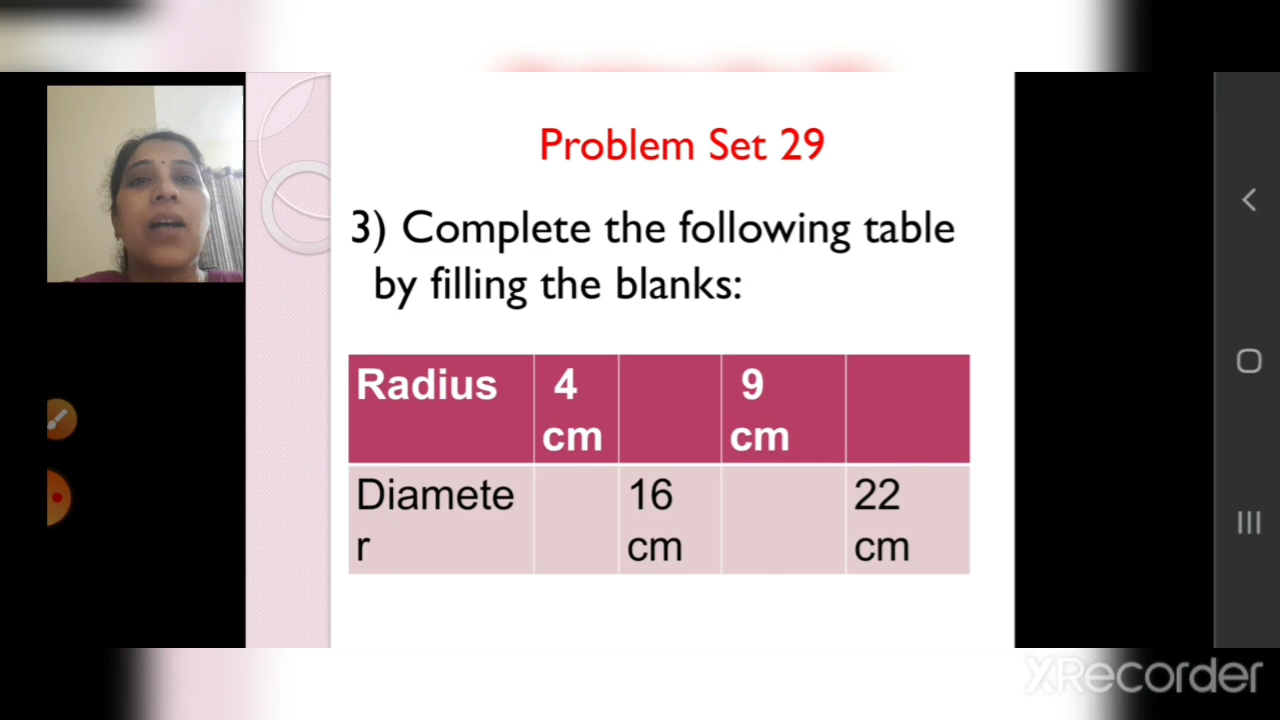 Problem Set 29
3) Complete the following table
by filling the blanks:
Radius 4 cm 9 cm
Diameter 16 cm 22 cm
XRecorder